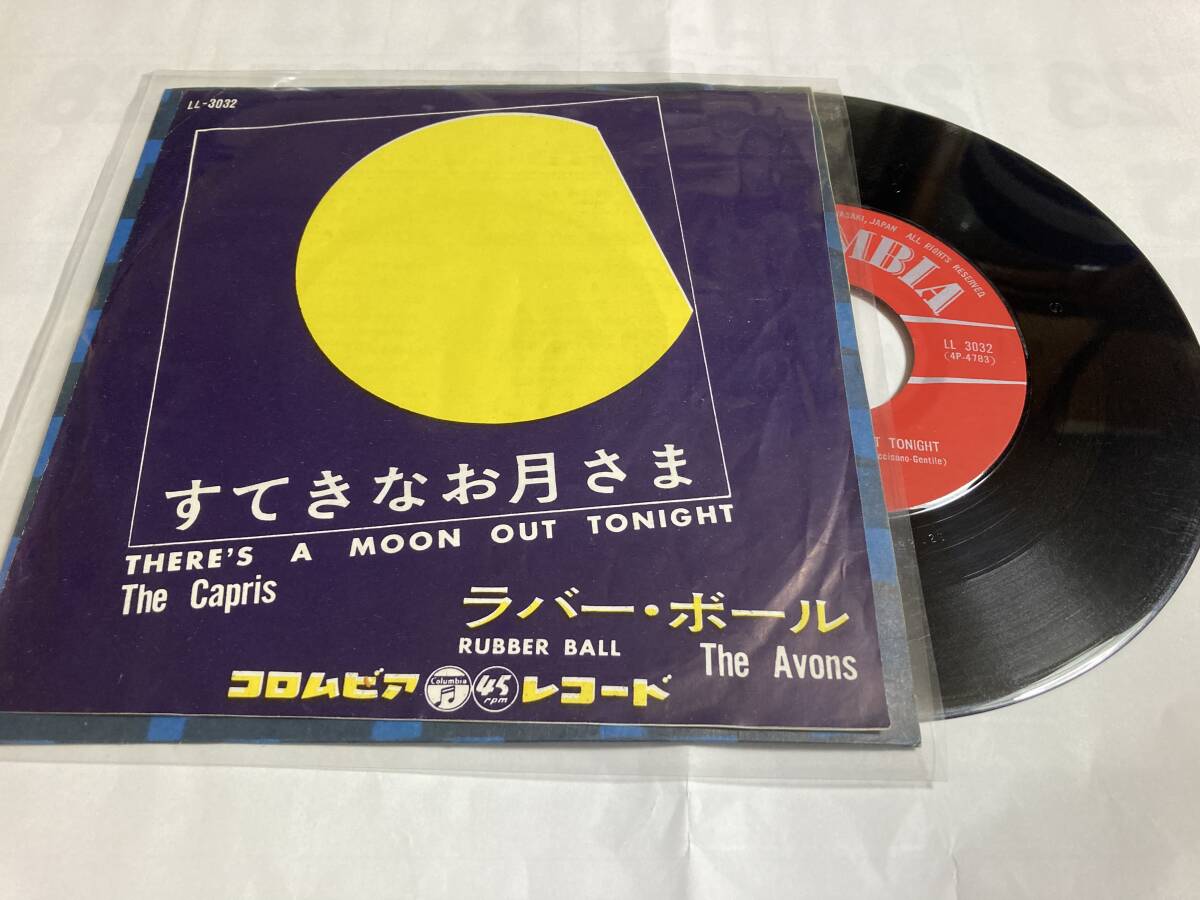 LL-3032
すてきなお月さま
THERE'S A MOON OUT TONIGHT
The Capris
ラバー・ボール
RUBBER BALL
The Avons
コロムビア Columbia 45 rpm レコード
JAPAN ALL RIGHTS RESERVED
MBIA
LL 3032
(4P-4783)
T TONIGHT
-Gentile)